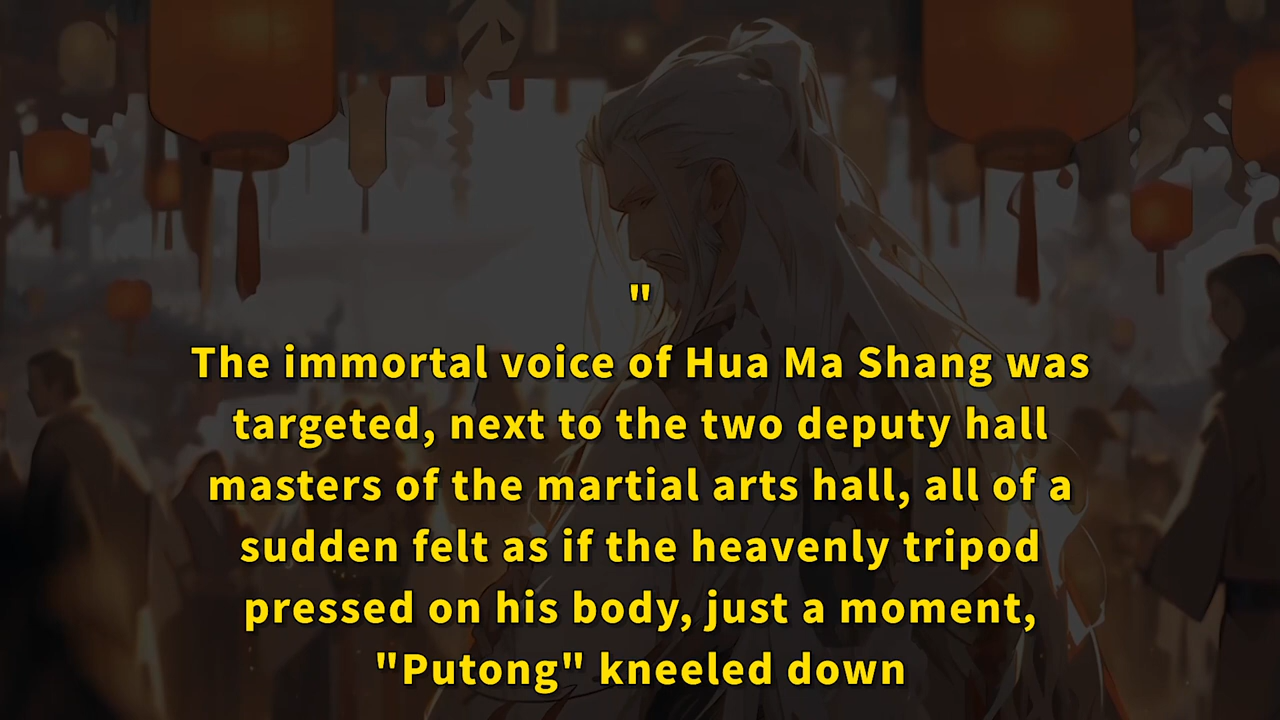 "
The immortal voice of Hua Ma Shang was
targeted, next to the two deputy hall
masters of the martial arts hall, all of a
sudden felt as if the heavenly tripod
pressed on his body, just a moment,
"Putong" kneeled down